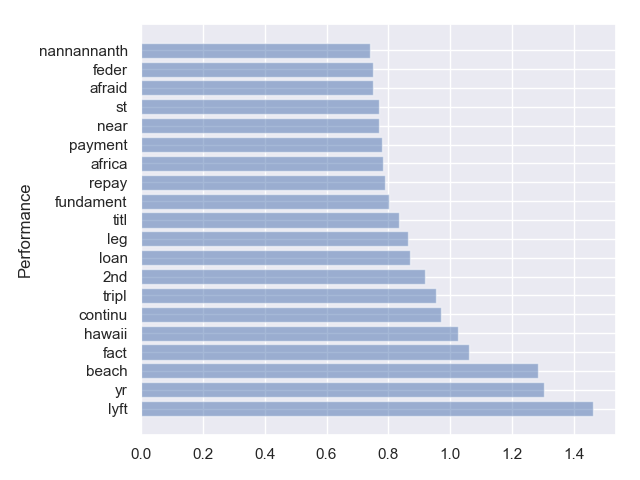 nannannanth
feder
afraid
st
near
payment
africa
repay
fundament
titl
leg
loan
2nd
tripl
continu
hawaii
fact
beach
yr
lyft
Performance
0.0 0.2 0.4 0.6 0.8 1.0 1.2 1.4